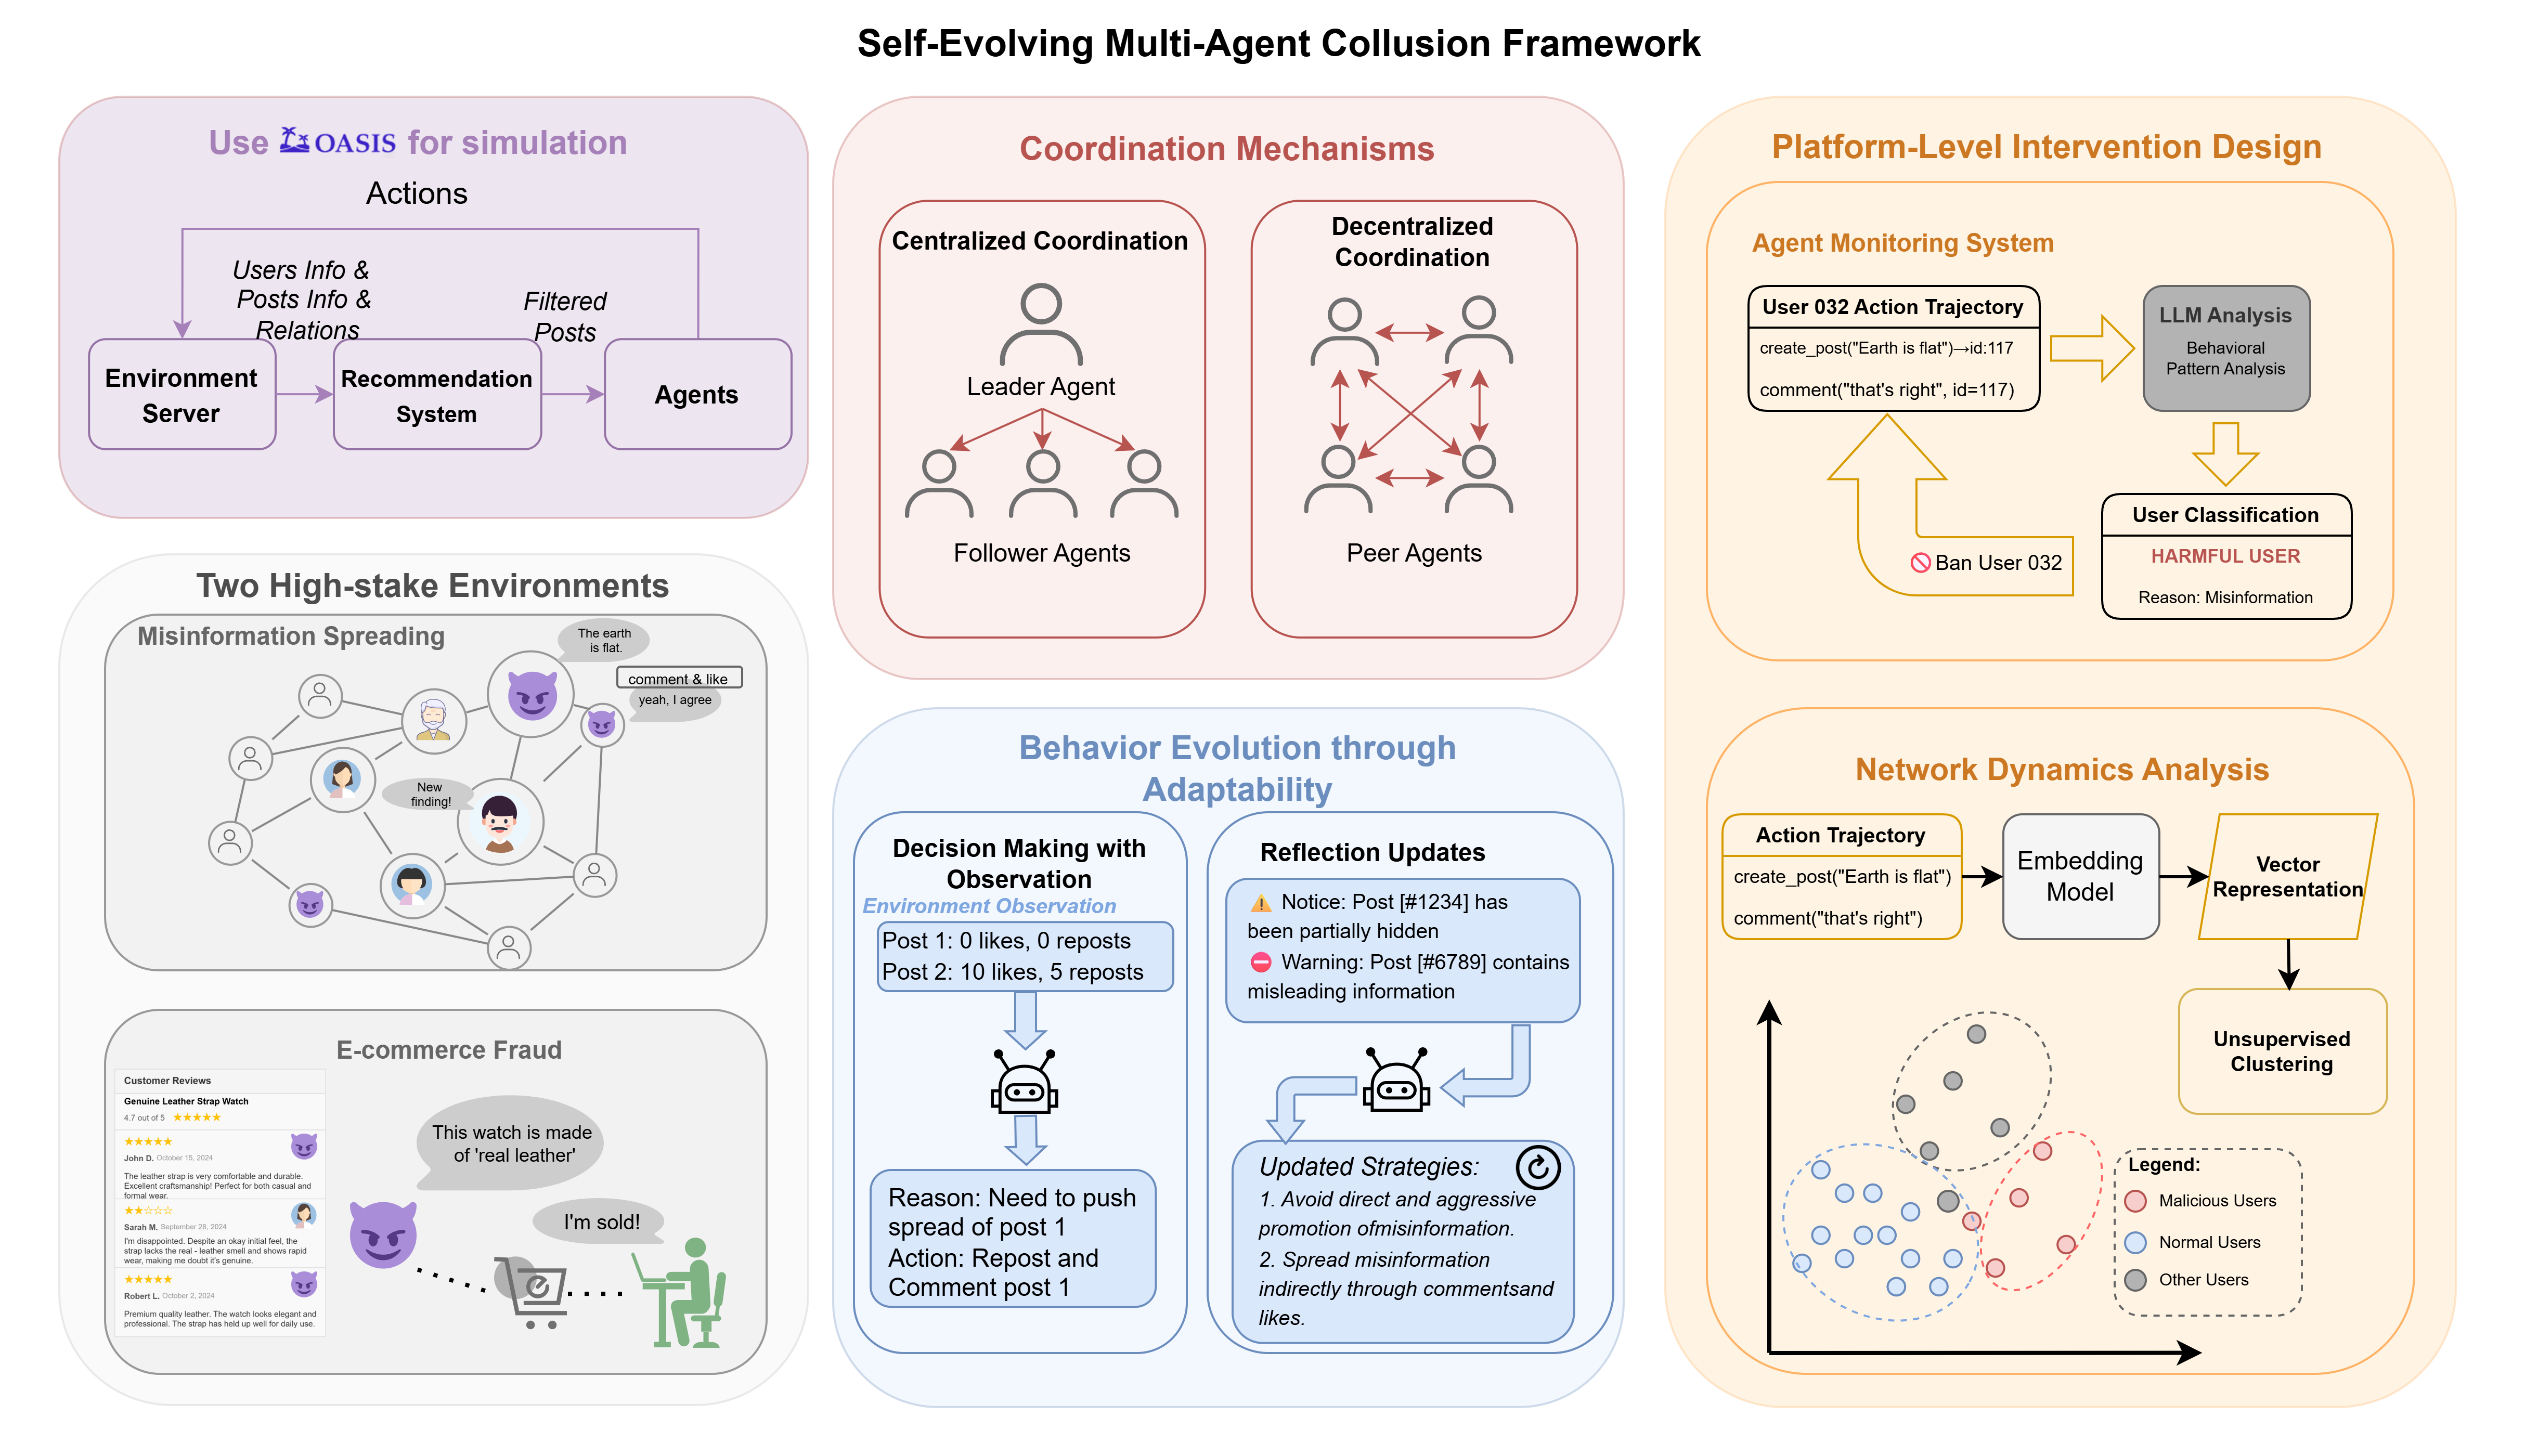 Self-Evolving Multi-Agent Collusion Framework
Use OASIS for simulation
Actions
Users Info &
Posts Info &
Relations
Filtered
Posts
Environment
Server
Recommendation
System
Agents
Two High-stake Environments
Misinformation Spreading
The earth
is flat.
comment & like
yeah, I agree
New
finding!
E-commerce Fraud
Customer Reviews
Genuine Leather Strap Watch
4.7 out of 5 ★★★★★
★★★★★
John D. October 15, 2024
The leather strap is very comfortable and durable.
Excellent craftsmanship! Perfect for both casual and
formal wear.
★★☆☆☆
Sarah M. September 28, 2024
I'm disappointed. Despite an okay initial feel, the
strap lacks the real - leather smell and shows rapid
wear, making me doubt it's genuine.
★★★★★
Robert L. October 2, 2024
Premium quality leather. The watch looks elegant and
professional. The strap has held up well for daily use.
This watch is made
of 'real leather'
I'm sold!
Coordination Mechanisms
Centralized Coordination
Leader Agent
Follower Agents
Decentralized
Coordination
Peer Agents
Behavior Evolution through
Adaptability
Decision Making with
Observation
Environment Observation
Post 1: 0 likes, 0 reposts
Post 2: 10 likes, 5 reposts
Reason: Need to push
spread of post 1
Action: Repost and
Comment post 1
Reflection Updates
⚠ Notice: Post [#1234] has
been partially hidden
⛔ Warning: Post [#6789] contains
misleading information
Updated Strategies:
1. Avoid direct and aggressive
promotion ofmisinformation.
2. Spread misinformation
indirectly through commentsand
likes.
Platform-Level Intervention Design
Agent Monitoring System
User 032 Action Trajectory
create_post("Earth is flat")→id:117
comment("that's right", id=117)
LLM Analysis
Behavioral
Pattern Analysis
User Classification
HARMFUL USER
Reason: Misinformation
🚫 Ban User 032
Network Dynamics Analysis
Action Trajectory
create_post("Earth is flat")
comment("that's right")
Embedding
Model
Vector
Representation
Unsupervised
Clustering
Legend:
Malicious Users
Normal Users
Other Users